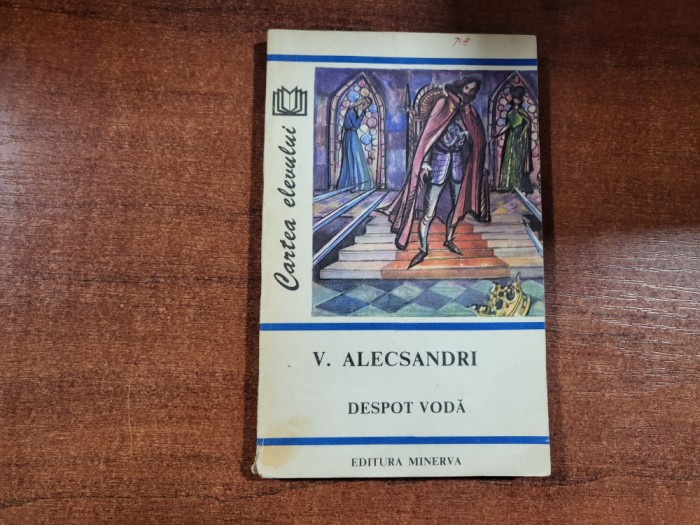 Cartea elevului
V. ALECSANDRI
DESPOT VODĂ
EDITURA MINERVA